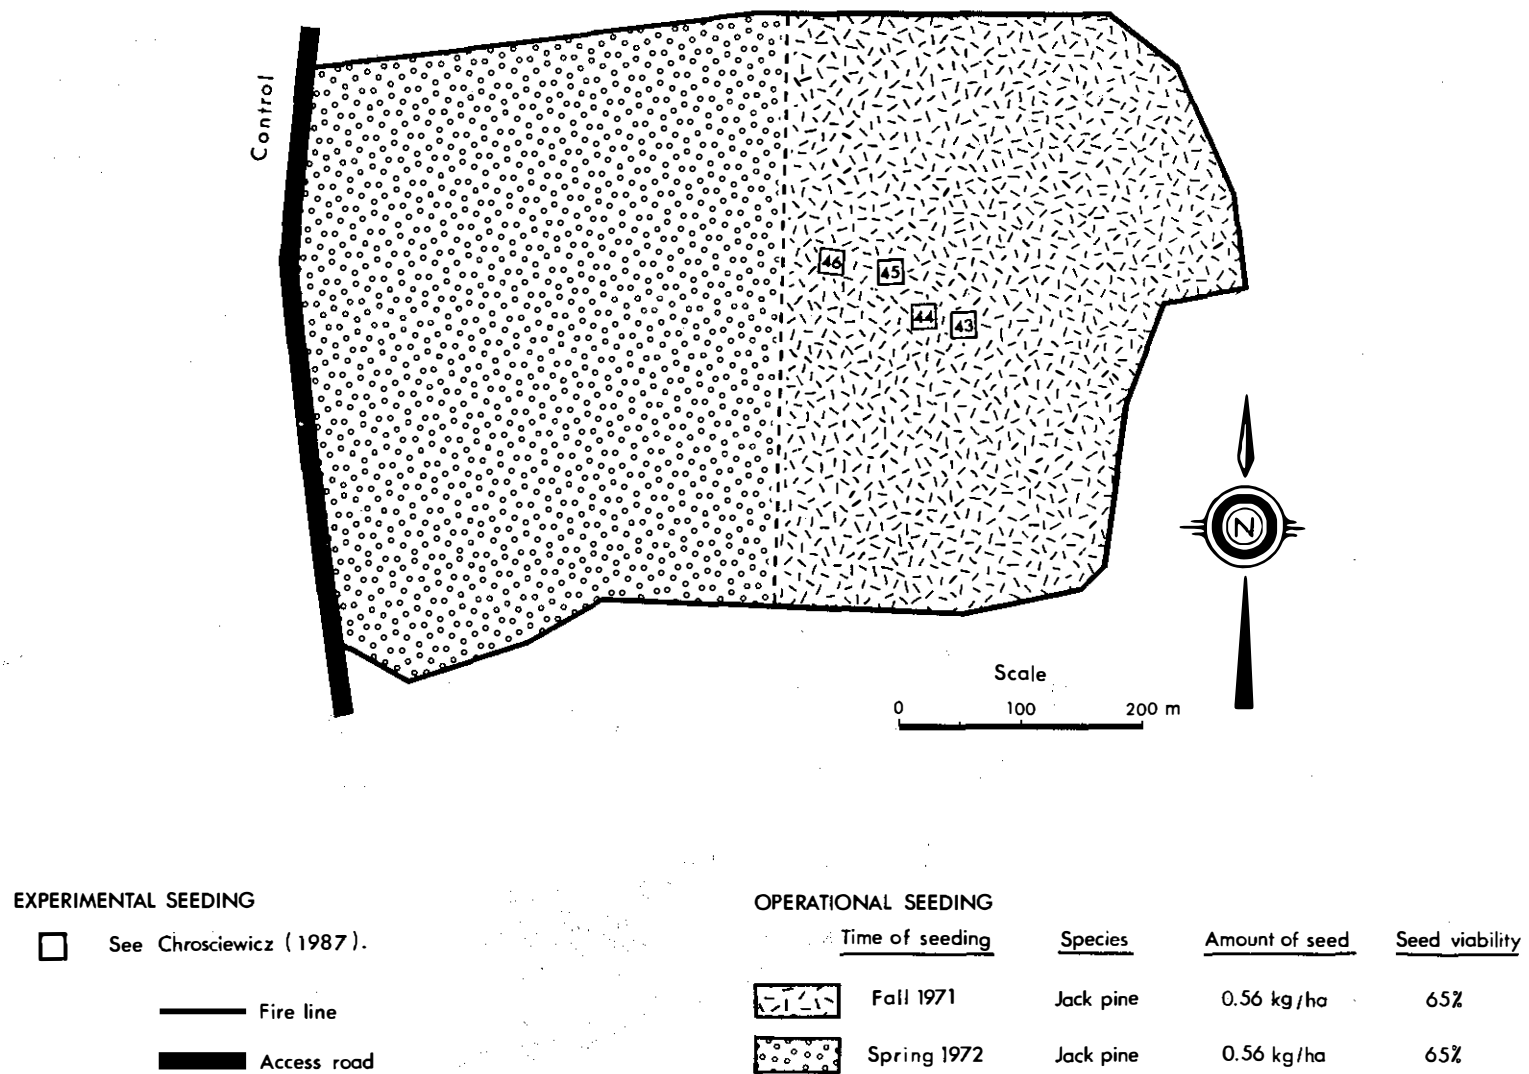 Control
46
45
44
43
N
Scale
0 100 200 m
EXPERIMENTAL SEEDING
See Chrosciewicz (1987).
Fire line
Access road
OPERATIONAL SEEDING
Time of seeding Species Amount of seed Seed viability
Fall 1971 Jack pine 0.56 kg/ha 65%
Spring 1972 Jack pine 0.56 kg/ha 65%